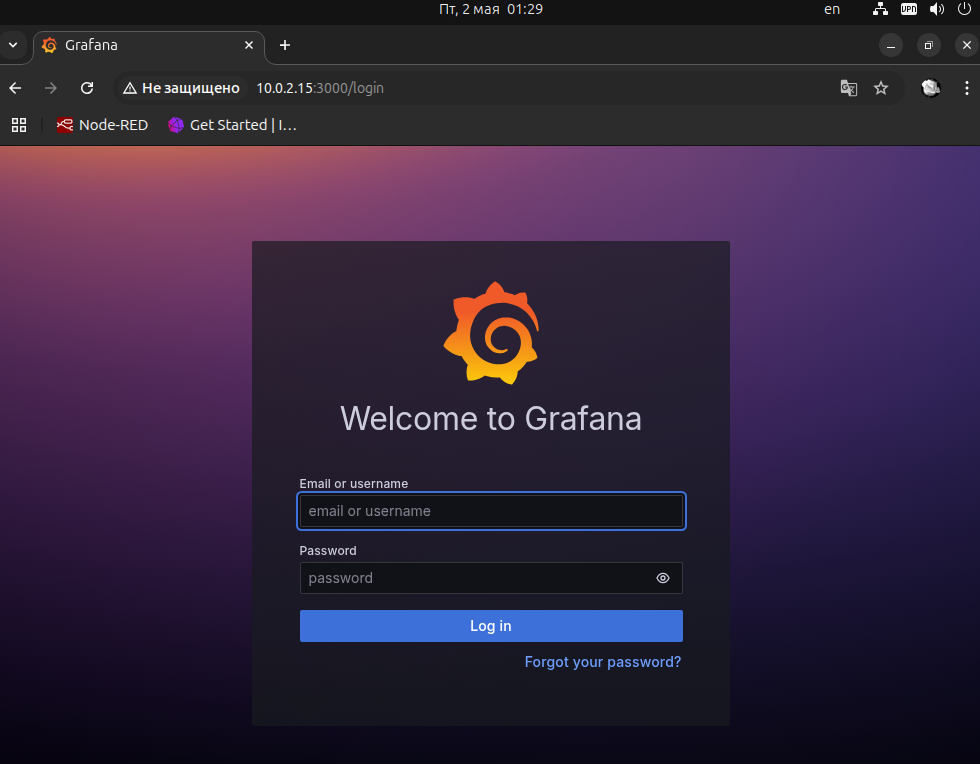 Пт, 2 мая 01:29
en
VPN
Grafana
Не защищено 10.0.2.15:3000/login
Node-RED
Get Started | I...
Welcome to Grafana
Email or username
email or username
Password
password
Log in
Forgot your password?